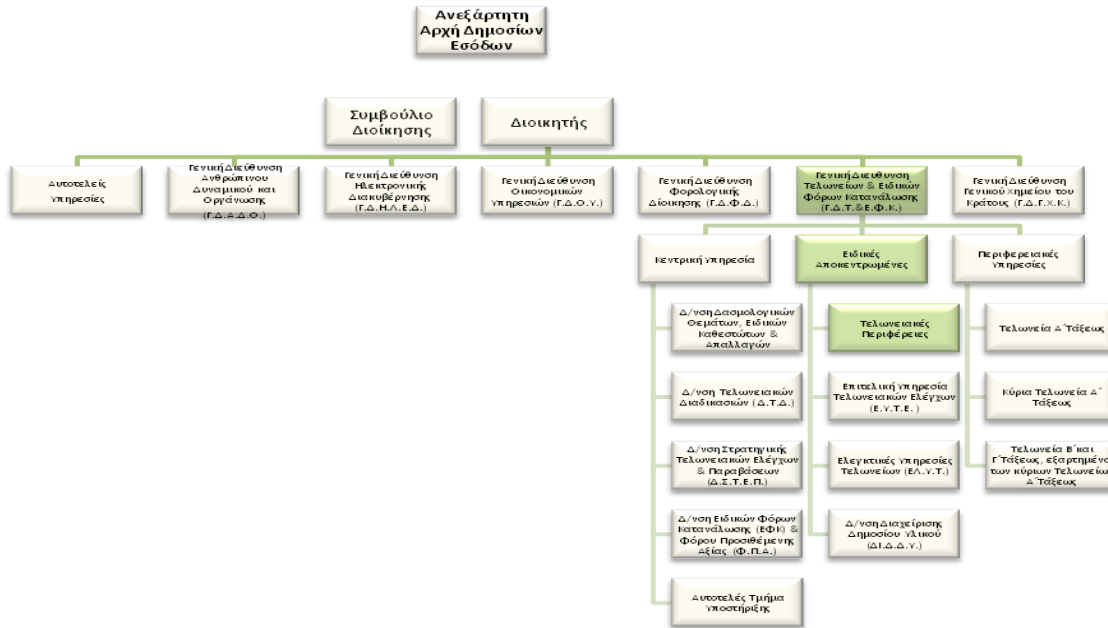 Ανεξάρτητη
Αρχή Δημοσίων
Εσόδων
Συμβούλιο
Διοίκησης
Διοικητής
Αυτοτελείς
Υπηρεσίες
Γενική Διεύθυνση
Ανθρώπινου
Δυναμικού και
Οργάνωσης
(Γ.Δ.Α.Δ.Ο.)
Γενική Διεύθυνση
Ηλεκτρονικής
Διακυβέρνησης
(Γ.Δ.Η.Λ.Ε.Δ.)
Γενική Διεύθυνση
Οικονομικών
Υπηρεσιών (Γ.Δ.Ο.Υ.)
Γενική Διεύθυνση
Φορολογικής
Διοίκησης (Γ.Δ.Φ.Δ.)
Γενική Διεύθυνση
Τελωνείων & Ειδικών
Φόρων Κατανάλωσης
(Γ.Δ.Τ.&Ε.Φ.Κ.)
Γενική Διεύθυνση
Γενικού Χημείου του
Κράτους (Γ.Δ.Γ.Χ.Κ.)
Κεντρική Υπηρεσία
Ειδικές
Αποκεντρωμένες
Περιφερειακές
Υπηρεσίες
Δ/νση Δασμολογικών
Θεμάτων, Ειδικών
Καθεστώτων &
Απαλλαγών
Δ/νση Τελωνειακών
Διαδικασιών (Δ.Τ.Δ.)
Δ/νση Στρατηγικής
Τελωνειακών Ελέγχων
& Παραβάσεων
(Δ.Σ.Τ.Ε.Π.)
Δ/νση Ειδικών Φόρων
Κατανάλωσης (ΕΦΚ) &
Φόρου Προστιθέμενης
Αξίας (Φ.Π.Α.)
Αυτοτελές Τμήμα
Υποστήριξης
Τελωνειακές
Περιφέρειες
Επιτελική Υπηρεσία
Τελωνειακών Ελέγχων
(Ε.Υ.Τ.Ε.)
Ελεγκτικές Υπηρεσίες
Τελωνείων (ΕΛ.Υ.Τ.)
Δ/νση Διαχείρισης
Δημοσίου Υλικού
(ΔΙ.Δ.Δ.Υ.)
Τελωνεία Α΄ Τάξεως
Κύρια Τελωνεία Α΄
Τάξεως
Τελωνεία Β΄ και
Γ΄ Τάξεως, εξαρτημένα
των κύριων Τελωνείων
Α΄ Τάξεως